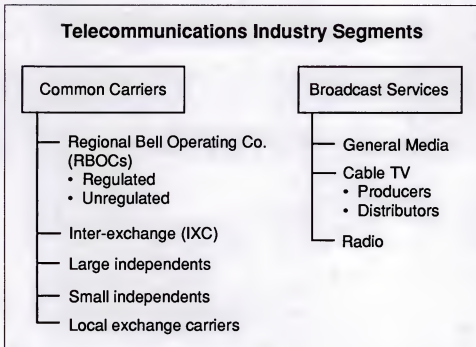 Telecommunications Industry Segments
Common Carriers
Regional Bell Operating Co.
(RBOCs)
• Regulated
• Unregulated
Inter-exchange (IXC)
Large independents
Small independents
Local exchange carriers
Broadcast Services
General Media
Cable TV
• Producers
• Distributors
Radio